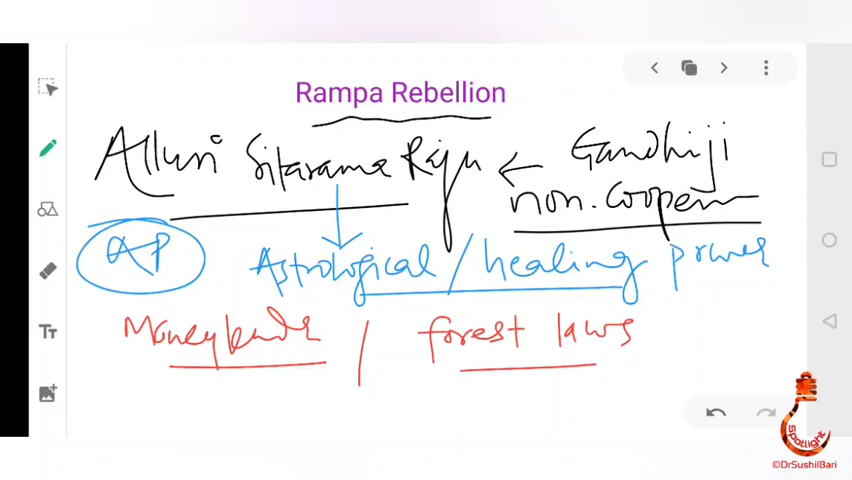 Rampa Rebellion
Alluri Sitarama Raju ← Gandhiji
non. Cooper
AP
Astrological / healing power
Moneylender / forest laws
Spotlight
©DrSushilBari